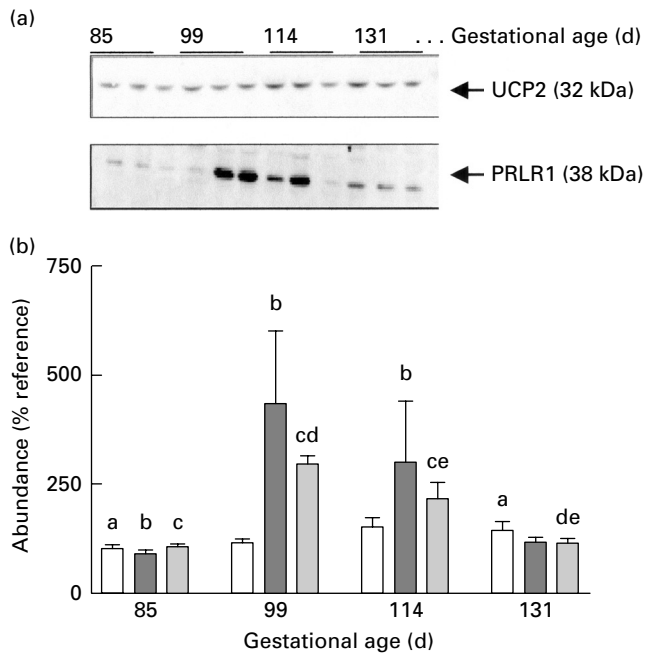 (a)
85 99 114 131 . . . Gestational age (d)
UCP2 (32 kDa)
PRLR1 (38 kDa)
(b)
750
500
250
0
Abundance (% reference)
a b c
b cd
b ce
a de
85 99 114 131
Gestational age (d)